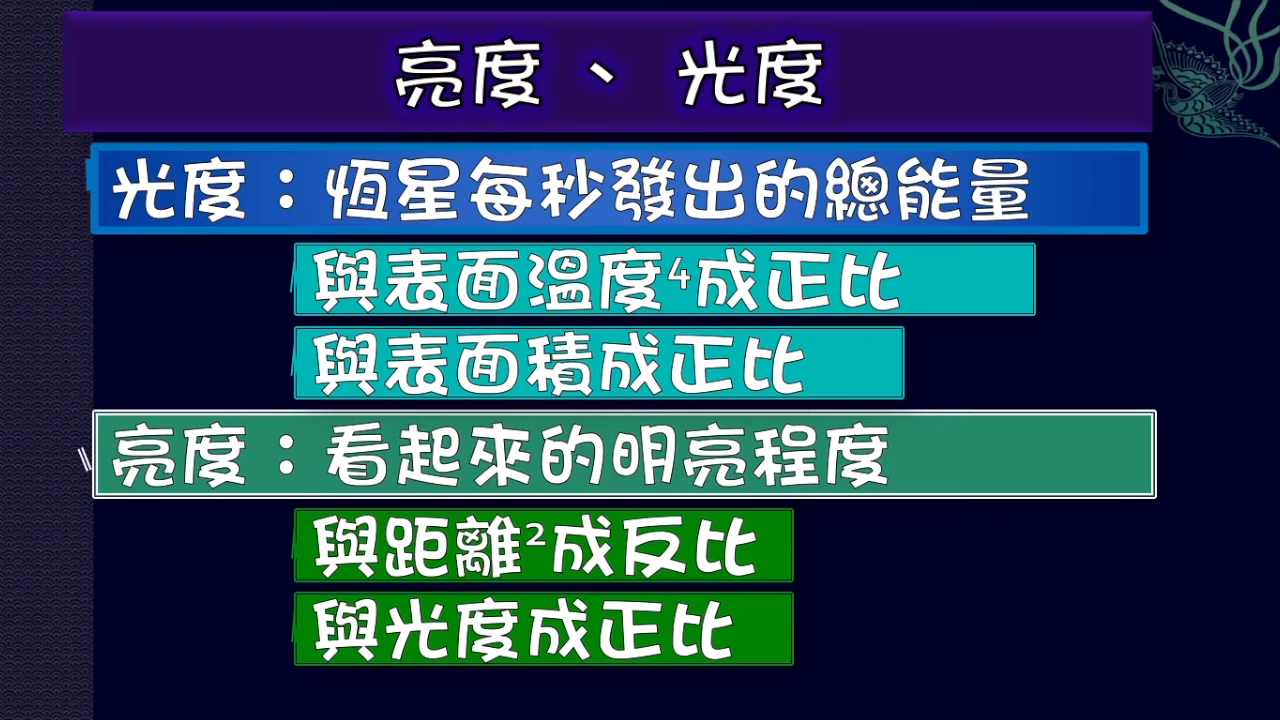 亮度、 光度
光度：恆星每秒發出的總能量
與表面溫度⁴成正比
與表面積成正比
亮度：看起來的明亮程度
與距離²成反比
與光度成正比